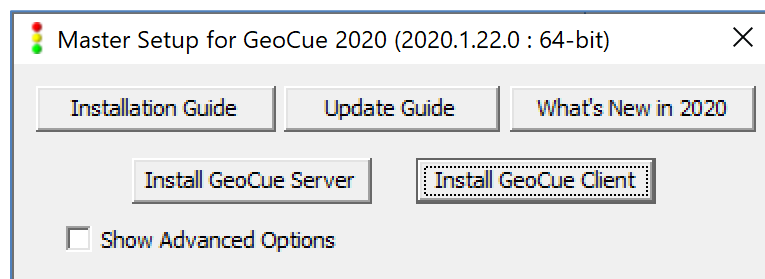 Master Setup for GeoCue 2020 (2020.1.22.0 : 64-bit)
Installation Guide Update Guide What's New in 2020
Install GeoCue Server Install GeoCue Client
Show Advanced Options